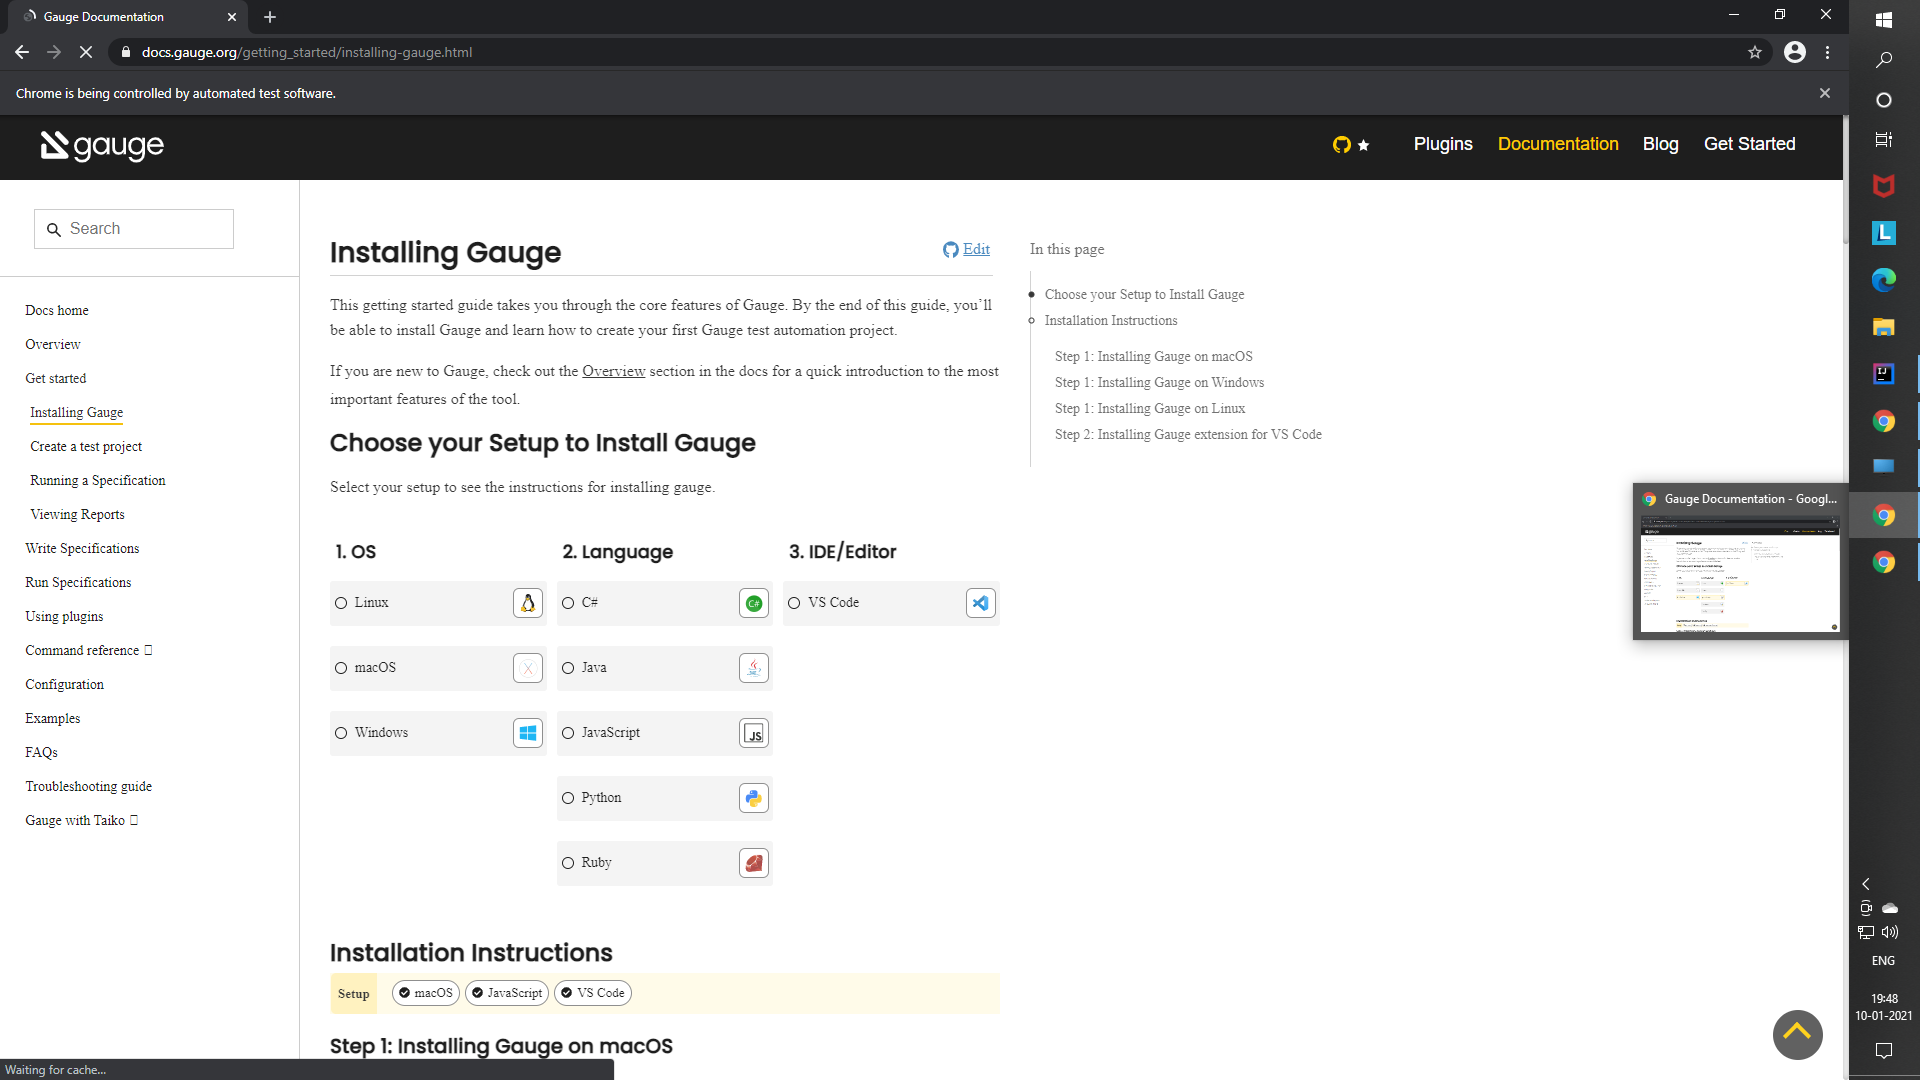 Gauge Documentation
docs.gauge.org/getting_started/installing-gauge.html
Chrome is being controlled by automated test software.
gauge
Plugins
Documentation
Blog
Get Started
Search
Docs home
Overview
Get started
Installing Gauge
Create a test project
Running a Specification
Viewing Reports
Write Specifications
Run Specifications
Using plugins
Command reference
Configuration
Examples
FAQs
Troubleshooting guide
Gauge with Taiko
Installing Gauge
Edit
This getting started guide takes you through the core features of Gauge. By the end of this guide, you’ll
be able to install Gauge and learn how to create your first Gauge test automation project.
If you are new to Gauge, check out the Overview section in the docs for a quick introduction to the most
important features of the tool.
Choose your Setup to Install Gauge
Select your setup to see the instructions for installing gauge.
1. OS
Linux
macOS
X
Windows
2. Language
C#
C#
Java
JavaScript
JS
Python
Ruby
3. IDE/Editor
VS Code
Installation Instructions
Setup
macOS
JavaScript
VS Code
Step 1: Installing Gauge on macOS
In this page
Choose your Setup to Install Gauge
Installation Instructions
Step 1: Installing Gauge on macOS
Step 1: Installing Gauge on Windows
Step 1: Installing Gauge on Linux
Step 2: Installing Gauge extension for VS Code
Gauge Documentation - Googl...
L
IJ
ENG
19:48
10-01-2021
Waiting for cache...